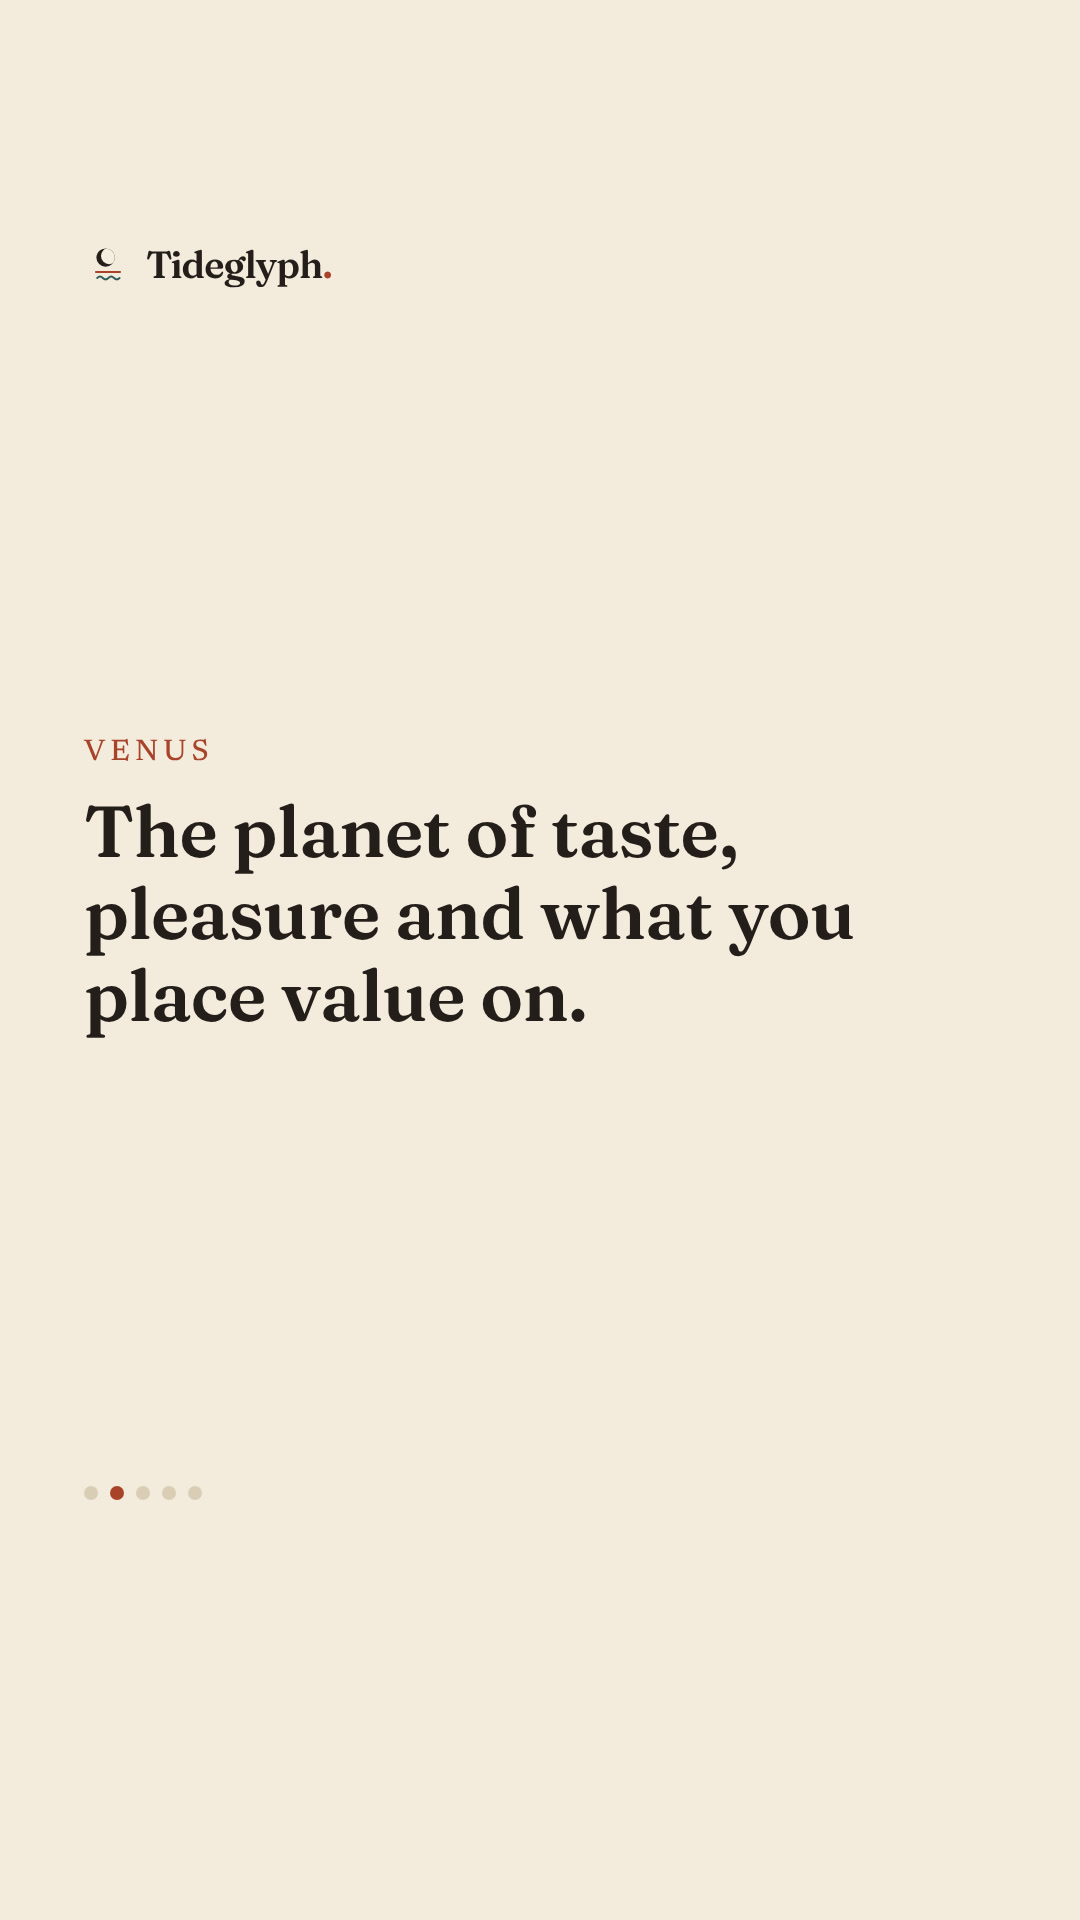 Tideglyph.
VENUS
The planet of taste,
pleasure and what you
place value on.